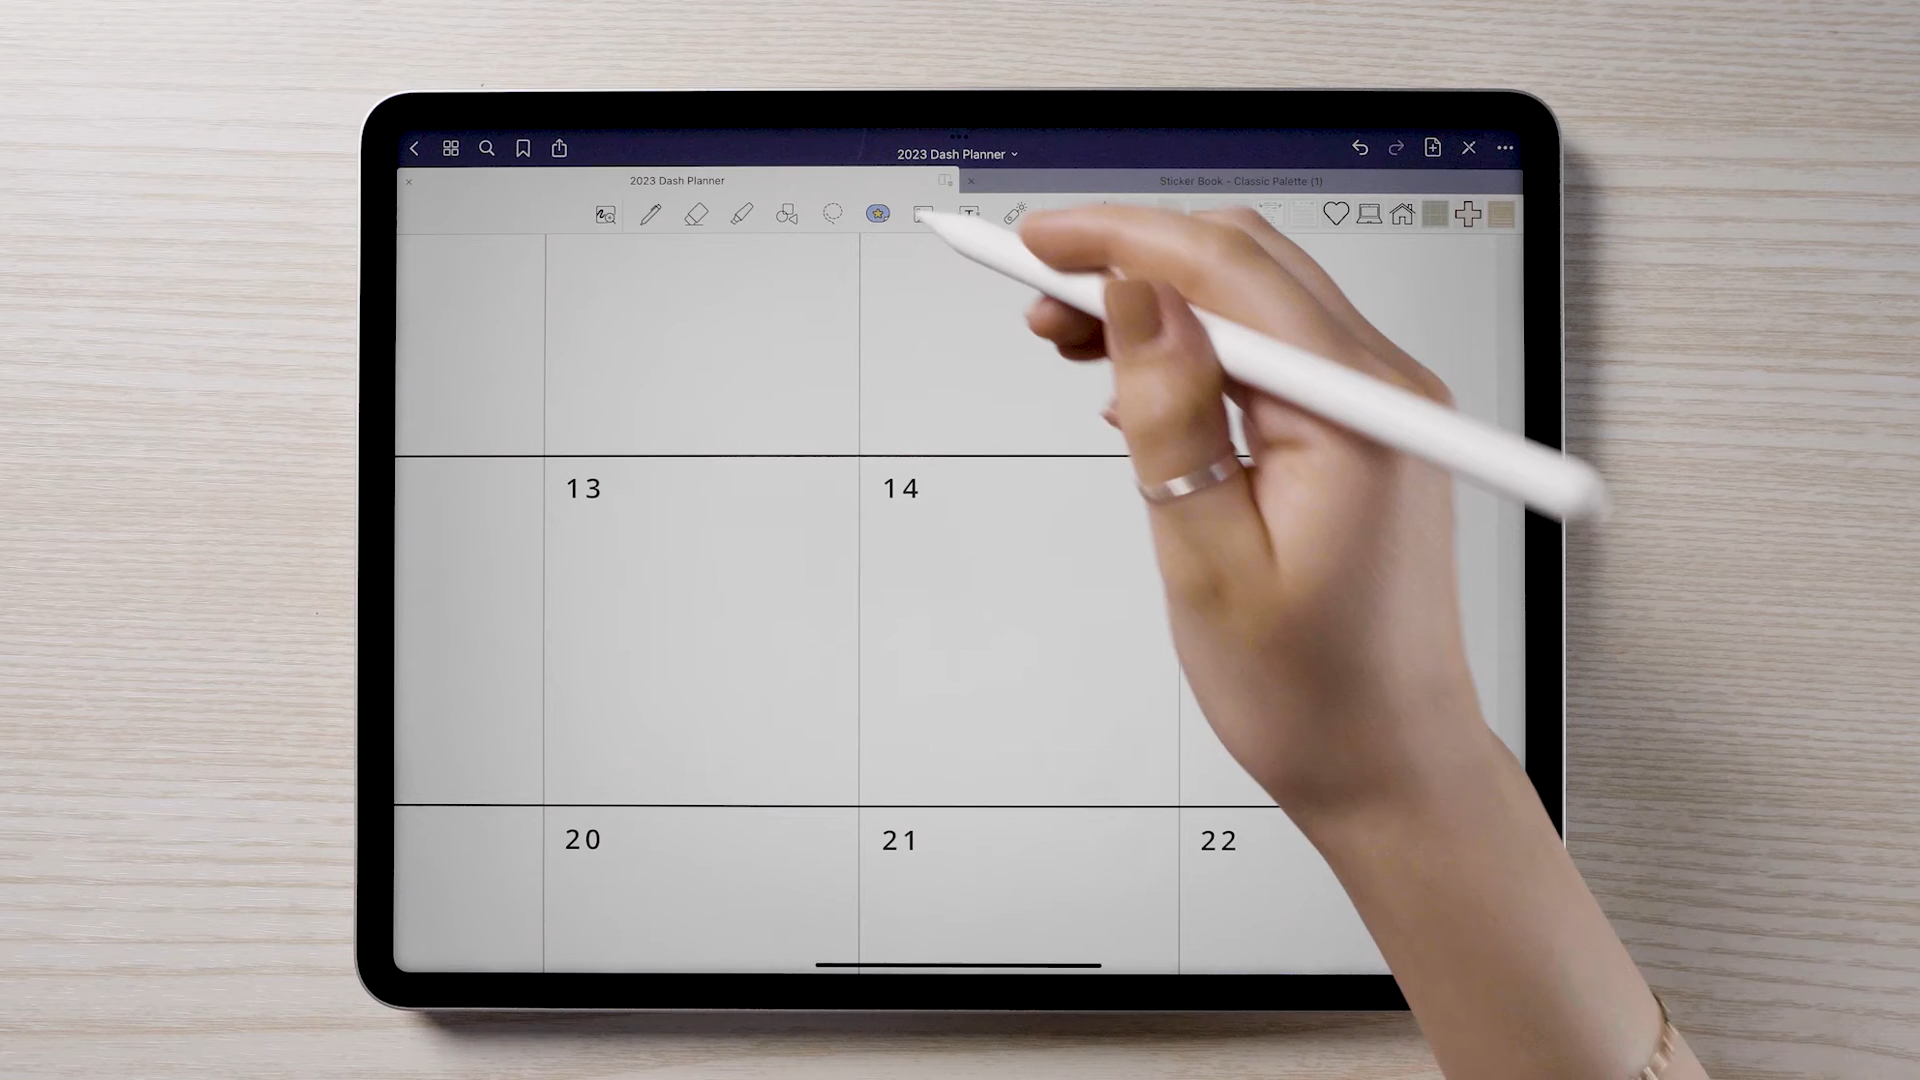 2023 Dash Planner
2023 Dash Planner
Sticker Book - Classic Palette (1)
13
14
20
21
22